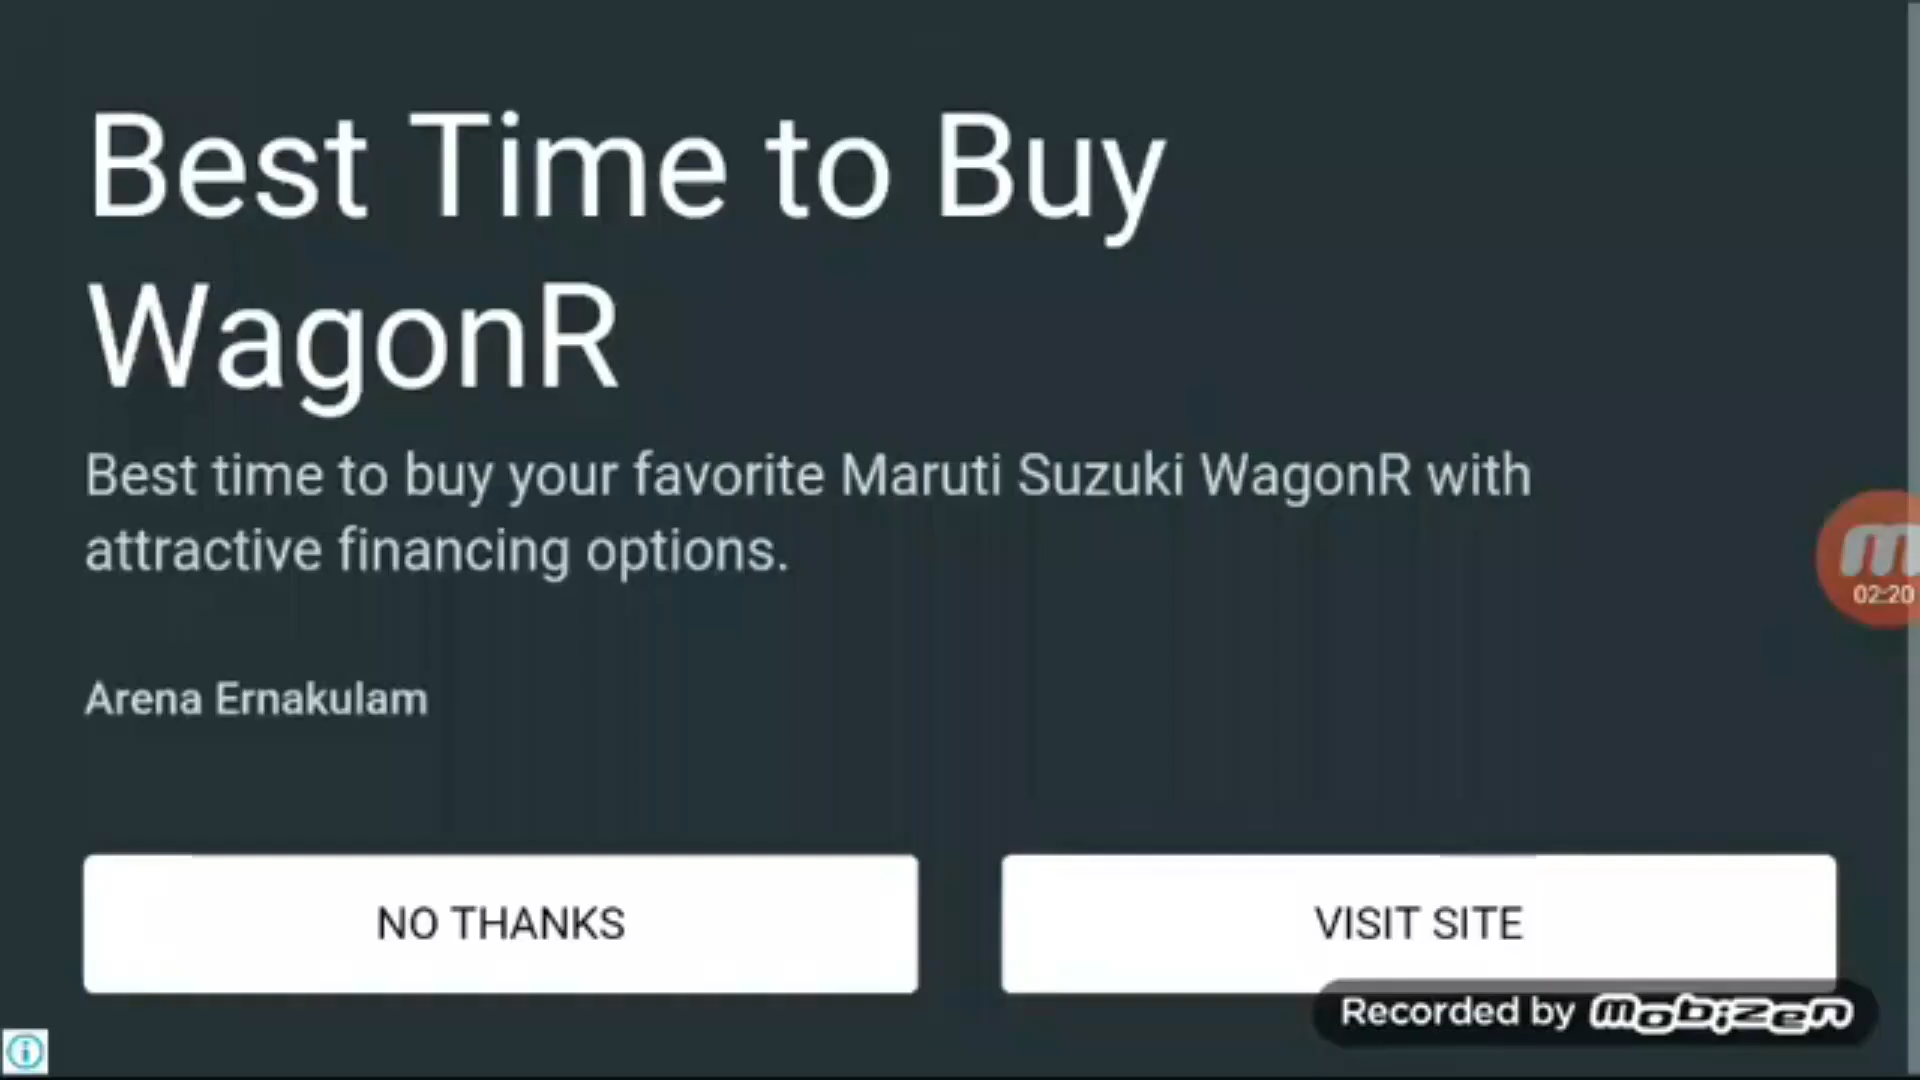 Best Time to Buy
WagonR
Best time to buy your favorite Maruti Suzuki WagonR with
attractive financing options.
m
02:20
Arena Ernakulam
NO THANKS
VISIT SITE
Recorded by mobizen